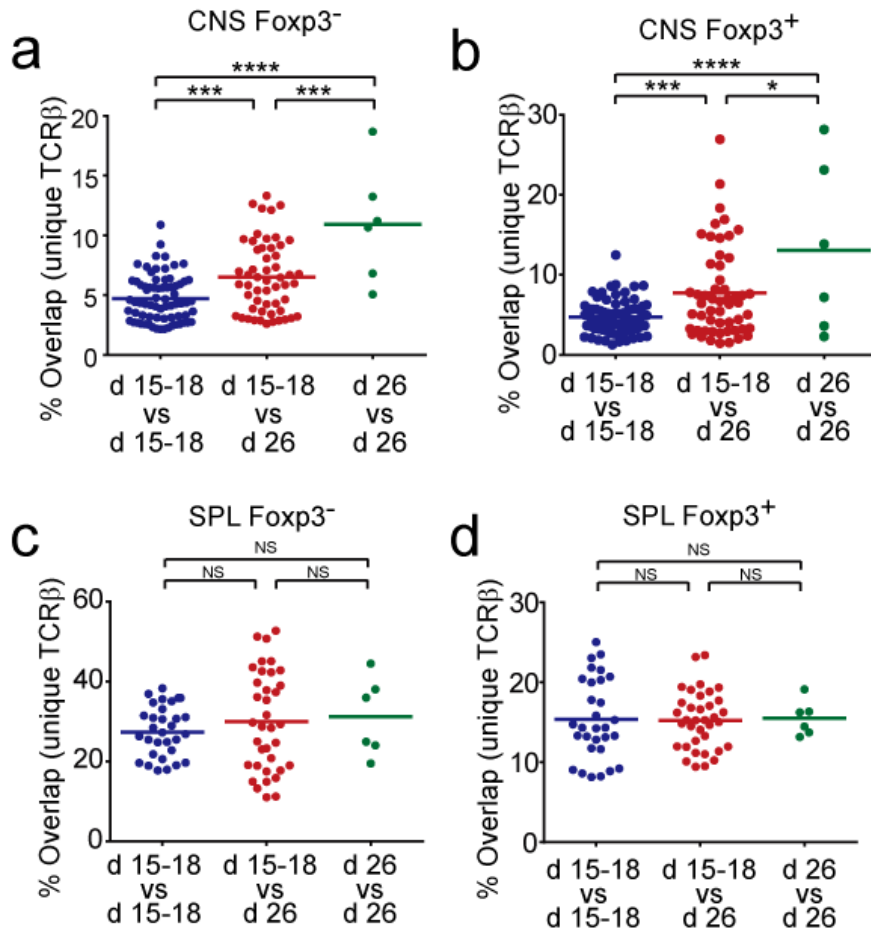 a
CNS Foxp3⁻
****
*** ***
% Overlap (unique TCRβ)
20
15
10
5
0
d 15-18 d 15-18 d 26
vs vs vs
d 15-18 d 26 d 26
b
CNS Foxp3⁺
****
*** *
% Overlap (unique TCRβ)
30
20
10
0
d 15-18 d 15-18 d 26
vs vs vs
d 15-18 d 26 d 26
c
SPL Foxp3⁻
NS
NS NS
% Overlap (unique TCRβ)
60
40
20
0
d 15-18 d 15-18 d 26
vs vs vs
d 15-18 d 26 d 26
d
SPL Foxp3⁺
NS
NS NS
% Overlap (unique TCRβ)
30
20
10
0
d 15-18 d 15-18 d 26
vs vs vs
d 15-18 d 26 d 26